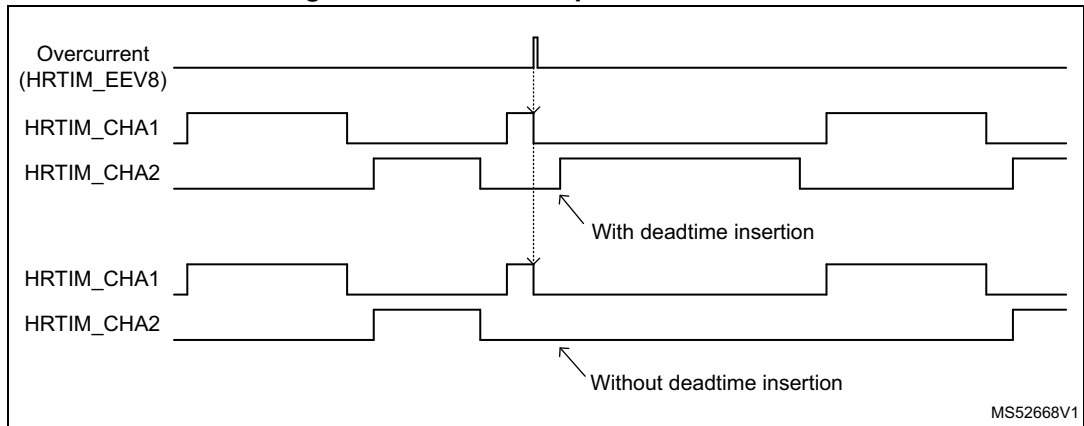 Overcurrent
(HRTIM_EEV8)
HRTIM_CHA1
HRTIM_CHA2
With deadtime insertion
HRTIM_CHA1
HRTIM_CHA2
Without deadtime insertion
MS52668V1